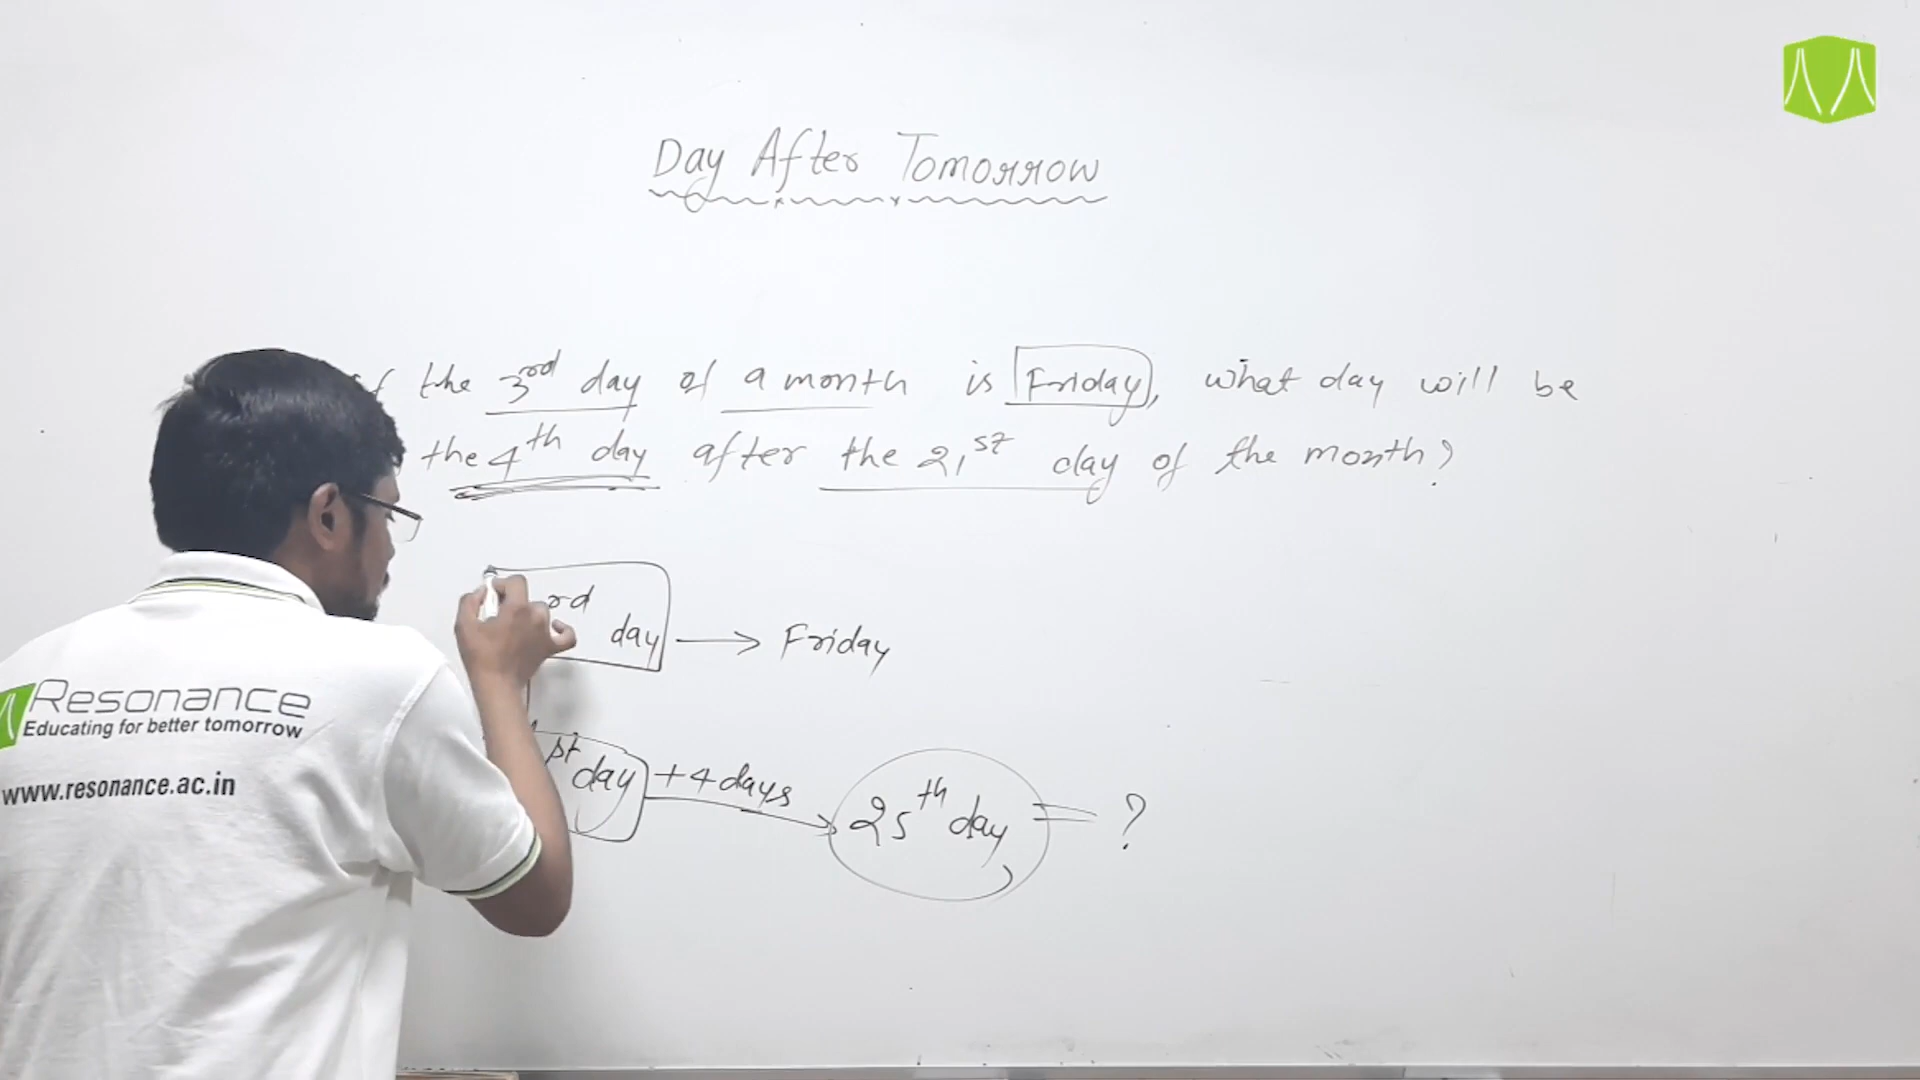 Day After Tomorrow
the 3rd day of a month is Friday, what day will be
the 4th day after the 21st day of the month?
rd day → Friday
st day +4 days → 25th day = ?
Resonance
Educating for better tomorrow
www.resonance.ac.in